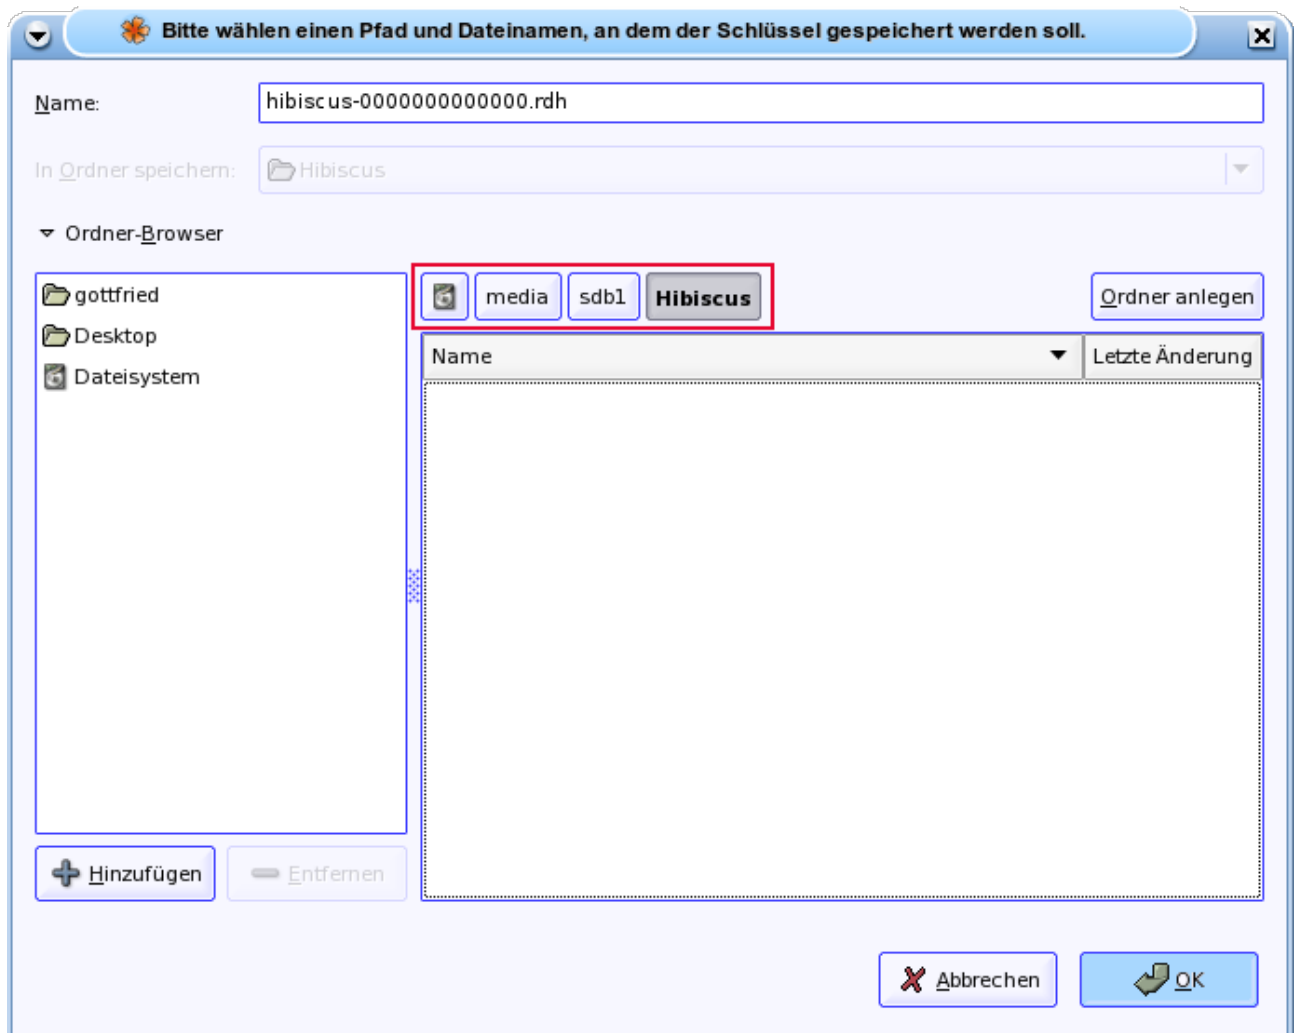 Bitte wählen einen Pfad und Dateinamen, an dem der Schlüssel gespeichert werden soll.
Name: hibiscus-0000000000000.rdh
In Ordner speichern: Hibiscus
Ordner-Browser
gottfried
Desktop
Dateisystem
media sdb1 Hibiscus Ordner anlegen
Name Letzte Änderung
Hinzufügen Entfernen
Abbrechen OK